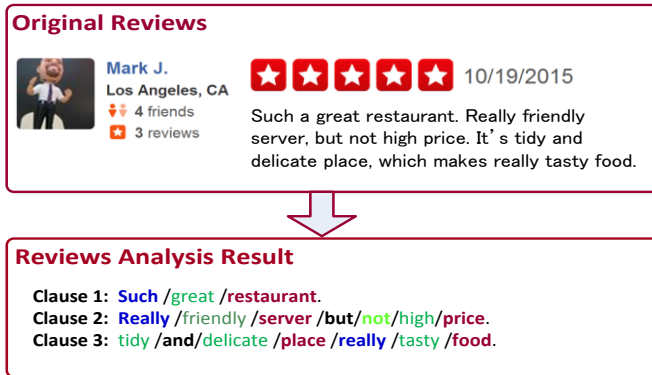 Original Reviews
Mark J.
Los Angeles, CA
4 friends
3 reviews
10/19/2015
Such a great restaurant. Really friendly
server, but not high price. It's tidy and
delicate place, which makes really tasty food.
Reviews Analysis Result
Clause 1: Such /great /restaurant.
Clause 2: Really /friendly /server /but/not/high/price.
Clause 3: tidy /and/delicate /place /really /tasty /food.